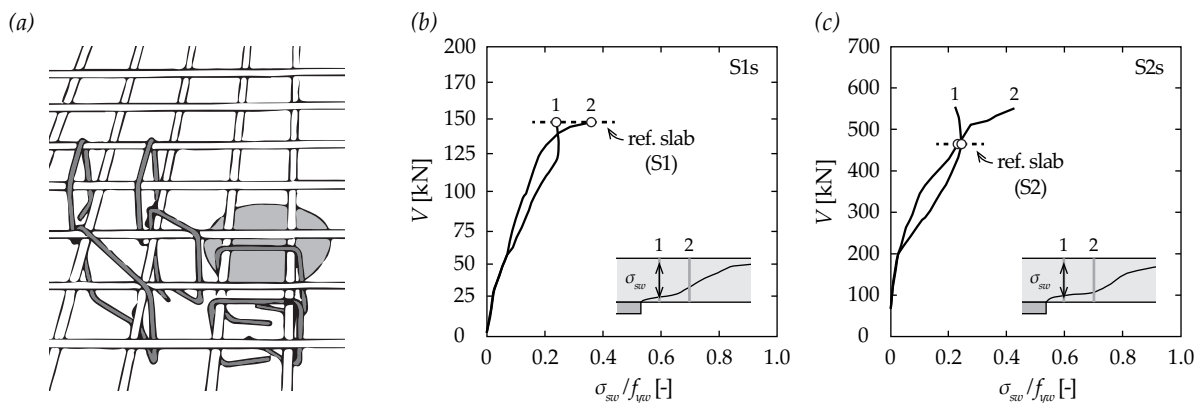 (a)
(b)
V [kN]
200
175
150
125
100
75
50
25
0
0
0.2
0.4
0.6
0.8
1.0
σsw/fyw [-]
S1s
1 2
ref. slab
(S1)
1 2
σsw
(c)
V [kN]
700
600
500
400
300
200
100
0
0
0.2
0.4
0.6
0.8
1.0
σsw/fyw [-]
S2s
1 2
ref. slab
(S2)
1 2
σsw